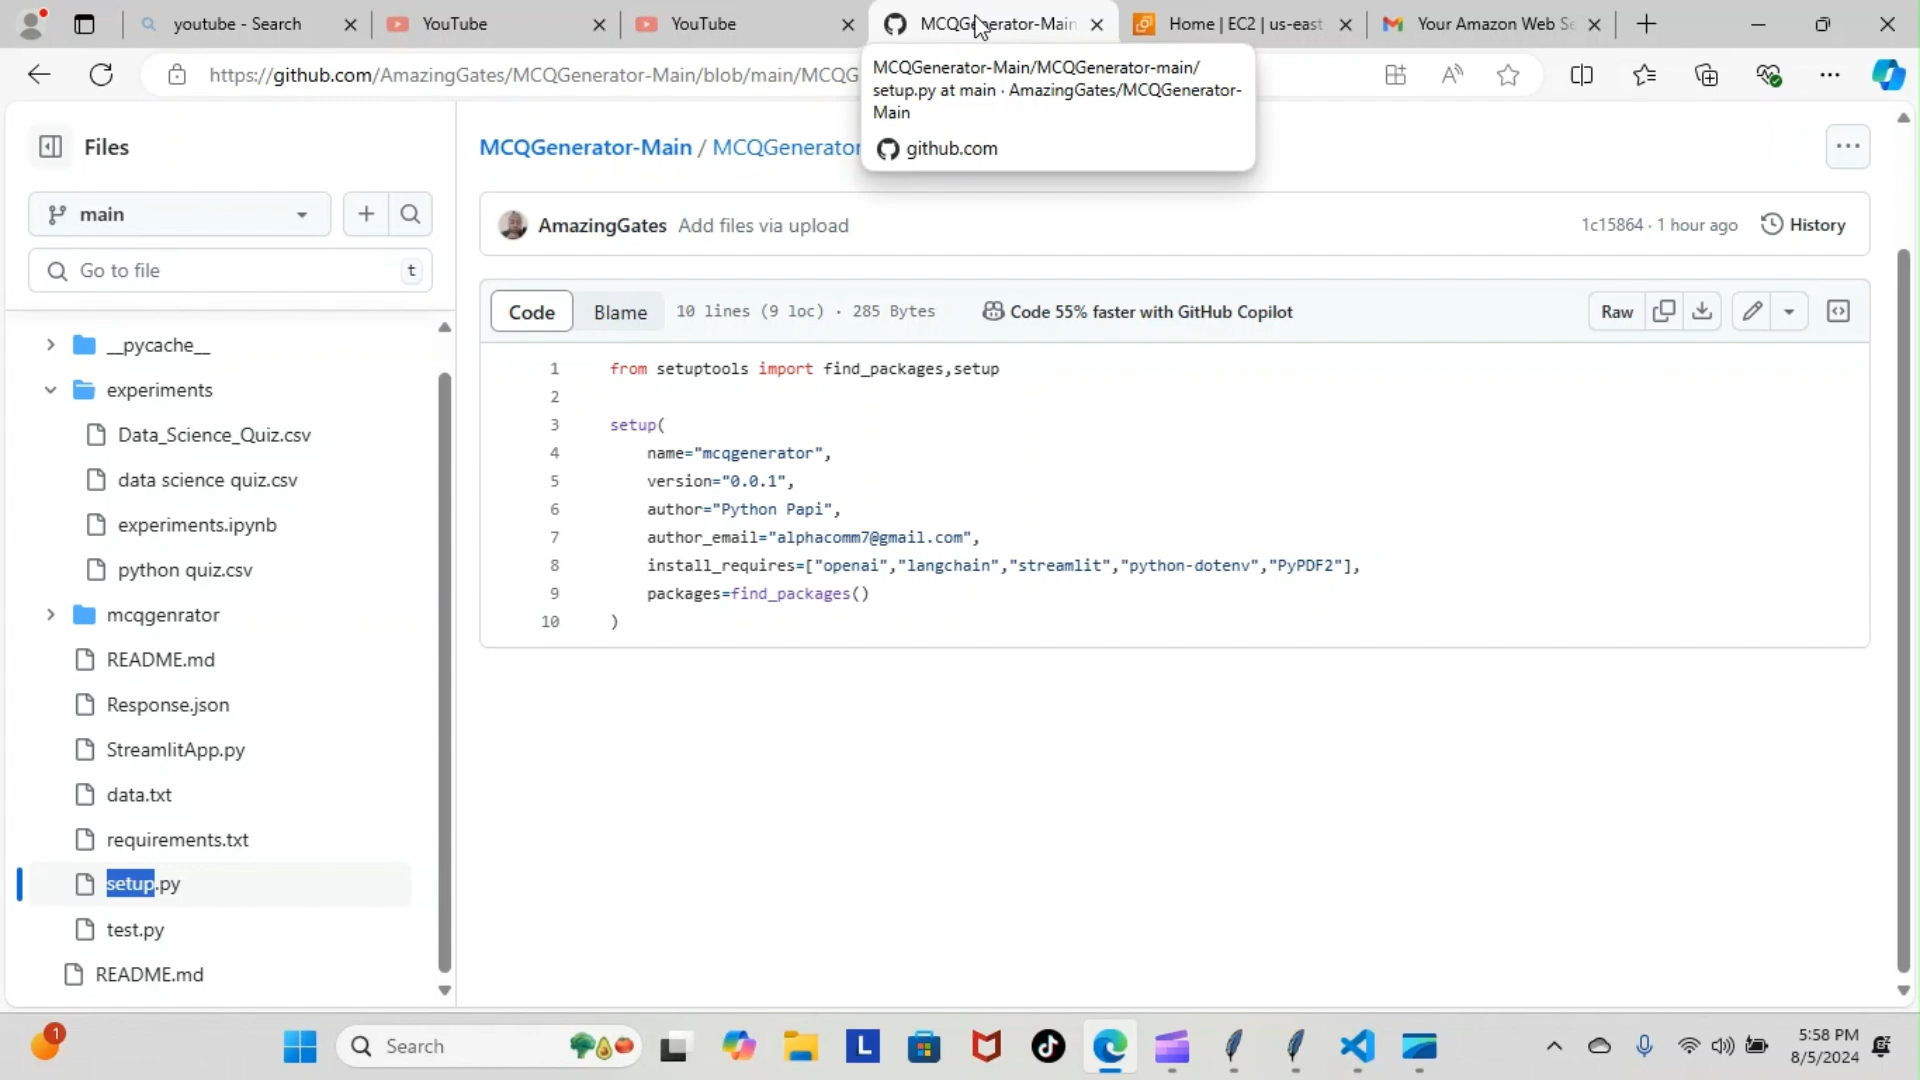 youtube - Search
YouTube
YouTube
MCQGenerator-Main
Home | EC2 | us-east
Your Amazon Web Se
https://github.com/AmazingGates/MCQGenerator-Main/blob/main/MCQG
MCQGenerator-Main/MCQGenerator-main/
setup.py at main · AmazingGates/MCQGenerator-
Main
github.com
Files
MCQGenerator-Main / MCQGenerator
main
Go to file
t
AmazingGates Add files via upload
1c15864 · 1 hour ago
History
Code
Blame
10 lines (9 loc) · 285 Bytes
Code 55% faster with GitHub Copilot
Raw
__pycache__
experiments
Data_Science_Quiz.csv
data science quiz.csv
experiments.ipynb
python quiz.csv
mcqgenrator
README.md
Response.json
StreamlitApp.py
data.txt
requirements.txt
setup.py
test.py
README.md
1 from setuptools import find_packages,setup
2
3 setup(
4 name="mcqgenerator",
5 version="0.0.1",
6 author="Python Papi",
7 author_email="alphacomm7@gmail.com",
8 install_requires=["openai","langchain","streamlit","python-dotenv","PyPDF2"],
9 packages=find_packages()
10 )
1
Search
L
5:58 PM
8/5/2024